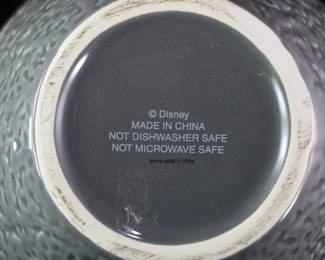 © Disney
MADE IN CHINA
NOT DISHWASHER SAFE
NOT MICROWAVE SAFE